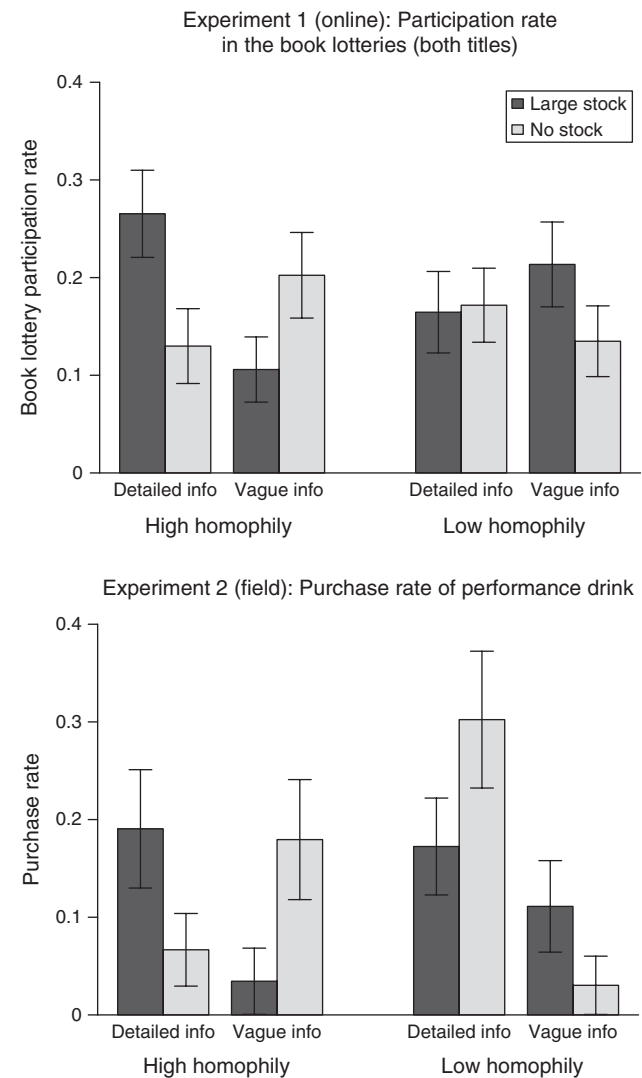 Experiment 1 (online): Participation rate
in the book lotteries (both titles)
0.4
Large stock
No stock
0.3
0.2
0.1
0
Book lottery participation rate
Detailed info Vague info Detailed info Vague info
High homophily Low homophily
Experiment 2 (field): Purchase rate of performance drink
0.4
0.3
0.2
0.1
0
Purchase rate
Detailed info Vague info Detailed info Vague info
High homophily Low homophily